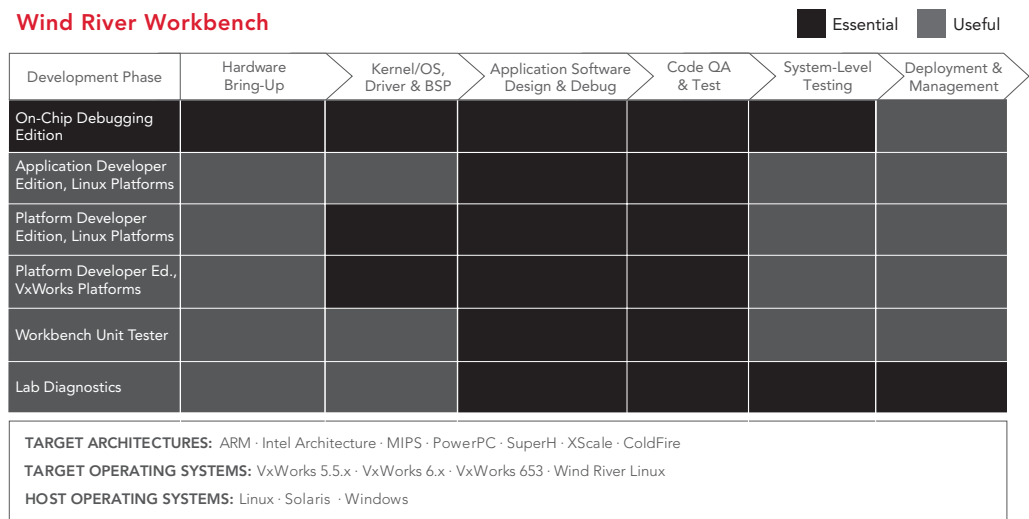 Wind River Workbench
Essential
Useful
Development Phase
Hardware
Bring-Up
Kernel/OS,
Driver & BSP
Application Software
Design & Debug
Code QA
& Test
System-Level
Testing
Deployment &
Management
On-Chip Debugging
Edition
Application Developer
Edition, Linux Platforms
Platform Developer
Edition, Linux Platforms
Platform Developer Ed.,
VxWorks Platforms
Workbench Unit Tester
Lab Diagnostics
TARGET ARCHITECTURES: ARM · Intel Architecture · MIPS · PowerPC · SuperH · XScale · ColdFire
TARGET OPERATING SYSTEMS: VxWorks 5.5.x · VxWorks 6.x · VxWorks 653 · Wind River Linux
HOST OPERATING SYSTEMS: Linux · Solaris · Windows